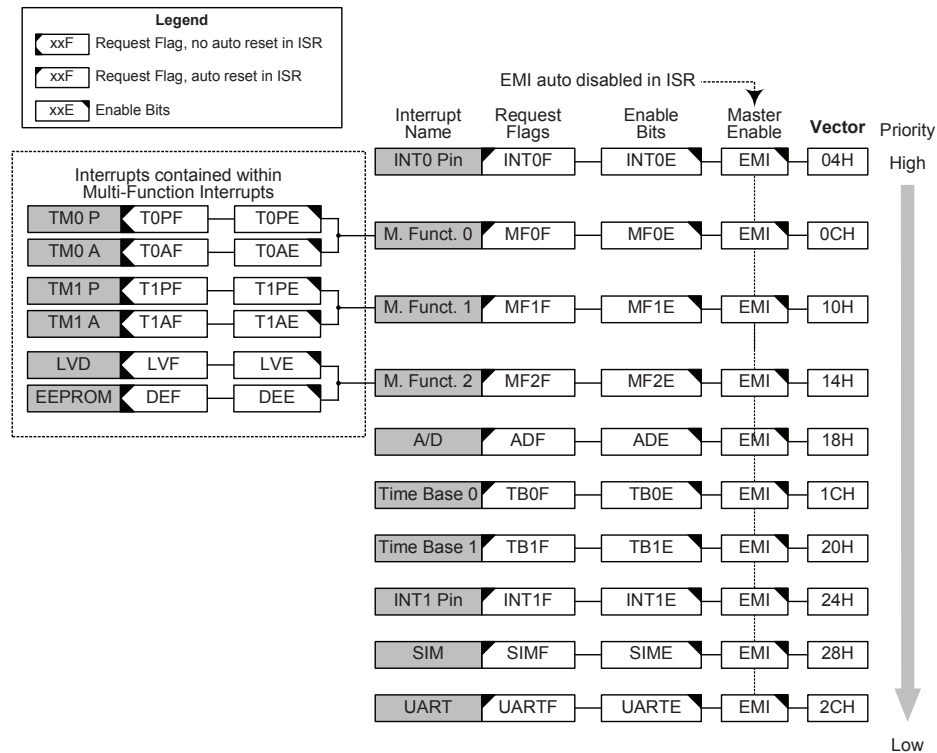 Legend
xxF Request Flag, no auto reset in ISR
xxF Request Flag, auto reset in ISR
xxE Enable Bits
EMI auto disabled in ISR
Interrupt Name Request Flags Enable Bits Master Enable Vector Priority
INT0 Pin INT0F INT0E EMI 04H High
Interrupts contained within
Multi-Function Interrupts
TM0 P T0PF T0PE
TM0 A T0AF T0AE
M. Funct. 0 MF0F MF0E EMI 0CH
TM1 P T1PF T1PE
TM1 A T1AF T1AE
M. Funct. 1 MF1F MF1E EMI 10H
LVD LVF LVE
EEPROM DEF DEE
M. Funct. 2 MF2F MF2E EMI 14H
A/D ADF ADE EMI 18H
Time Base 0 TB0F TB0E EMI 1CH
Time Base 1 TB1F TB1E EMI 20H
INT1 Pin INT1F INT1E EMI 24H
SIM SIMF SIME EMI 28H
UART UARTF UARTE EMI 2CH
Low